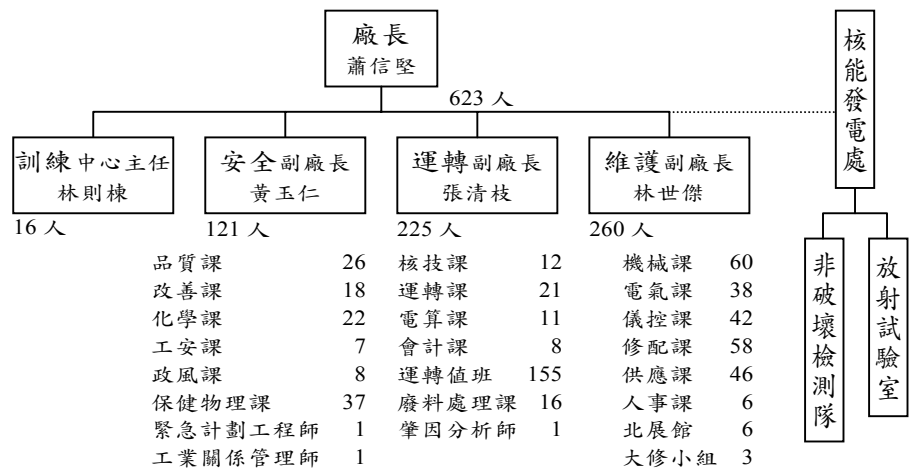 廠長
蕭信堅
623 人
訓練中心主任
林則棟
16 人
安全副廠長
黃玉仁
121 人
品質課 26
改善課 18
化學課 22
工安課 7
政風課 8
保健物理課 37
緊急計劃工程師 1
工業關係管理師 1
運轉副廠長
張清枝
225 人
核技課 12
運轉課 21
電算課 11
會計課 8
運轉值班 155
廢料處理課 16
肇因分析師 1
維護副廠長
林世傑
260 人
機械課 60
電氣課 38
儀控課 42
修配課 58
供應課 46
人事課 6
北展館 6
大修小組 3
核能發電處
非破壞檢測隊
放射試驗室